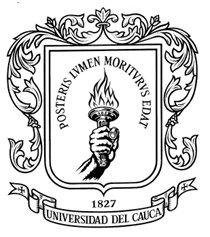 POSTERIS LVMEN MORITVRVS EDAT
1827
UNIVERSIDAD DEL CAUCA